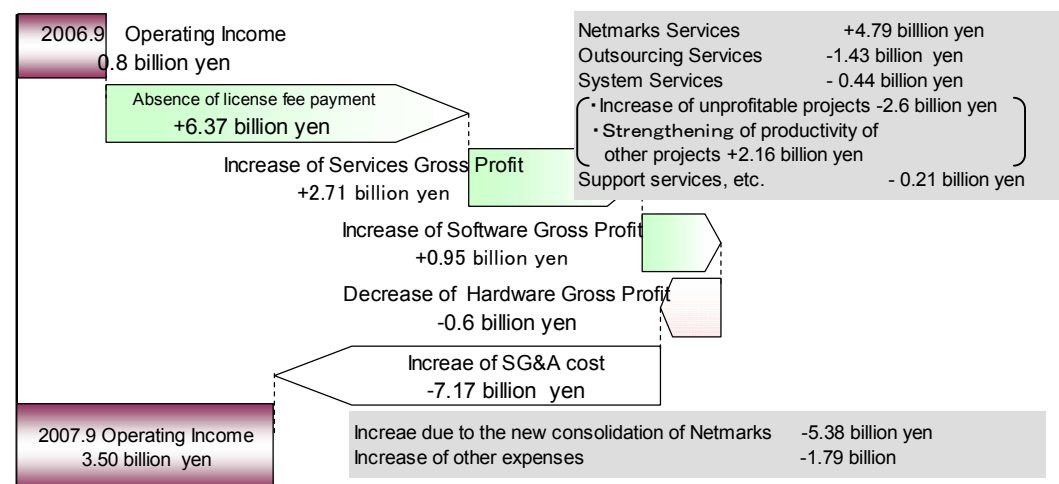 2006.9 Operating Income
0.8 billion yen
Absence of license fee payment
+6.37 billion yen
Increase of Services Gross Profit
+2.71 billion yen
Netmarks Services +4.79 billlion yen
Outsourcing Services -1.43 billion yen
System Services - 0.44 billion yen
・Increase of unprofitable projects -2.6 billion yen
・Strengthening of productivity of
other projects +2.16 billion yen
Support services, etc. - 0.21 billion yen
Increase of Software Gross Profit
+0.95 billion yen
Decrease of Hardware Gross Profit
-0.6 billion yen
Increae of SG&A cost
-7.17 billion yen
2007.9 Operating Income
3.50 billion yen
Increae due to the new consolidation of Netmarks -5.38 billion yen
Increase of other expenses -1.79 billion